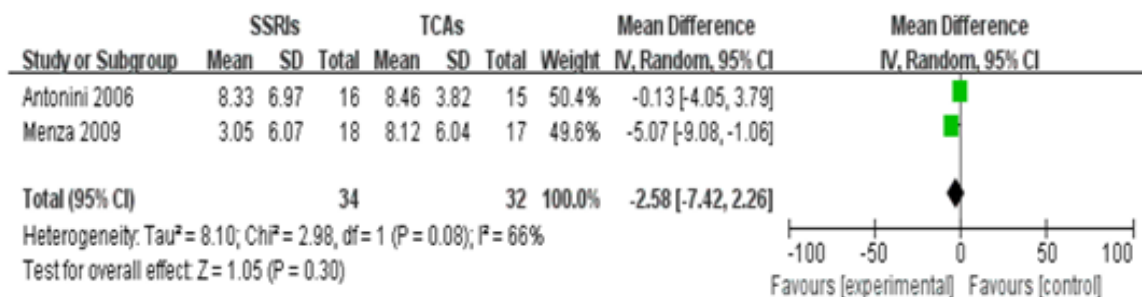 SSRIs TCAs Mean Difference Mean Difference
Study or Subgroup Mean SD Total Mean SD Total Weight IV, Random, 95% CI IV, Random, 95% CI
Antonini 2006 8.33 6.97 16 8.46 3.82 15 50.4% -0.13 [-4.05, 3.79]
Menza 2009 3.05 6.07 18 8.12 6.04 17 49.6% -5.07 [-9.08, -1.06]
Total (95% CI) 34 32 100.0% -2.58 [-7.42, 2.26]
Heterogeneity: Tau² = 8.10; Chi² = 2.98, df = 1 (P = 0.08); I² = 66%
Test for overall effect: Z = 1.05 (P = 0.30)
-100 -50 0 50 100
Favours [experimental] Favours [control]